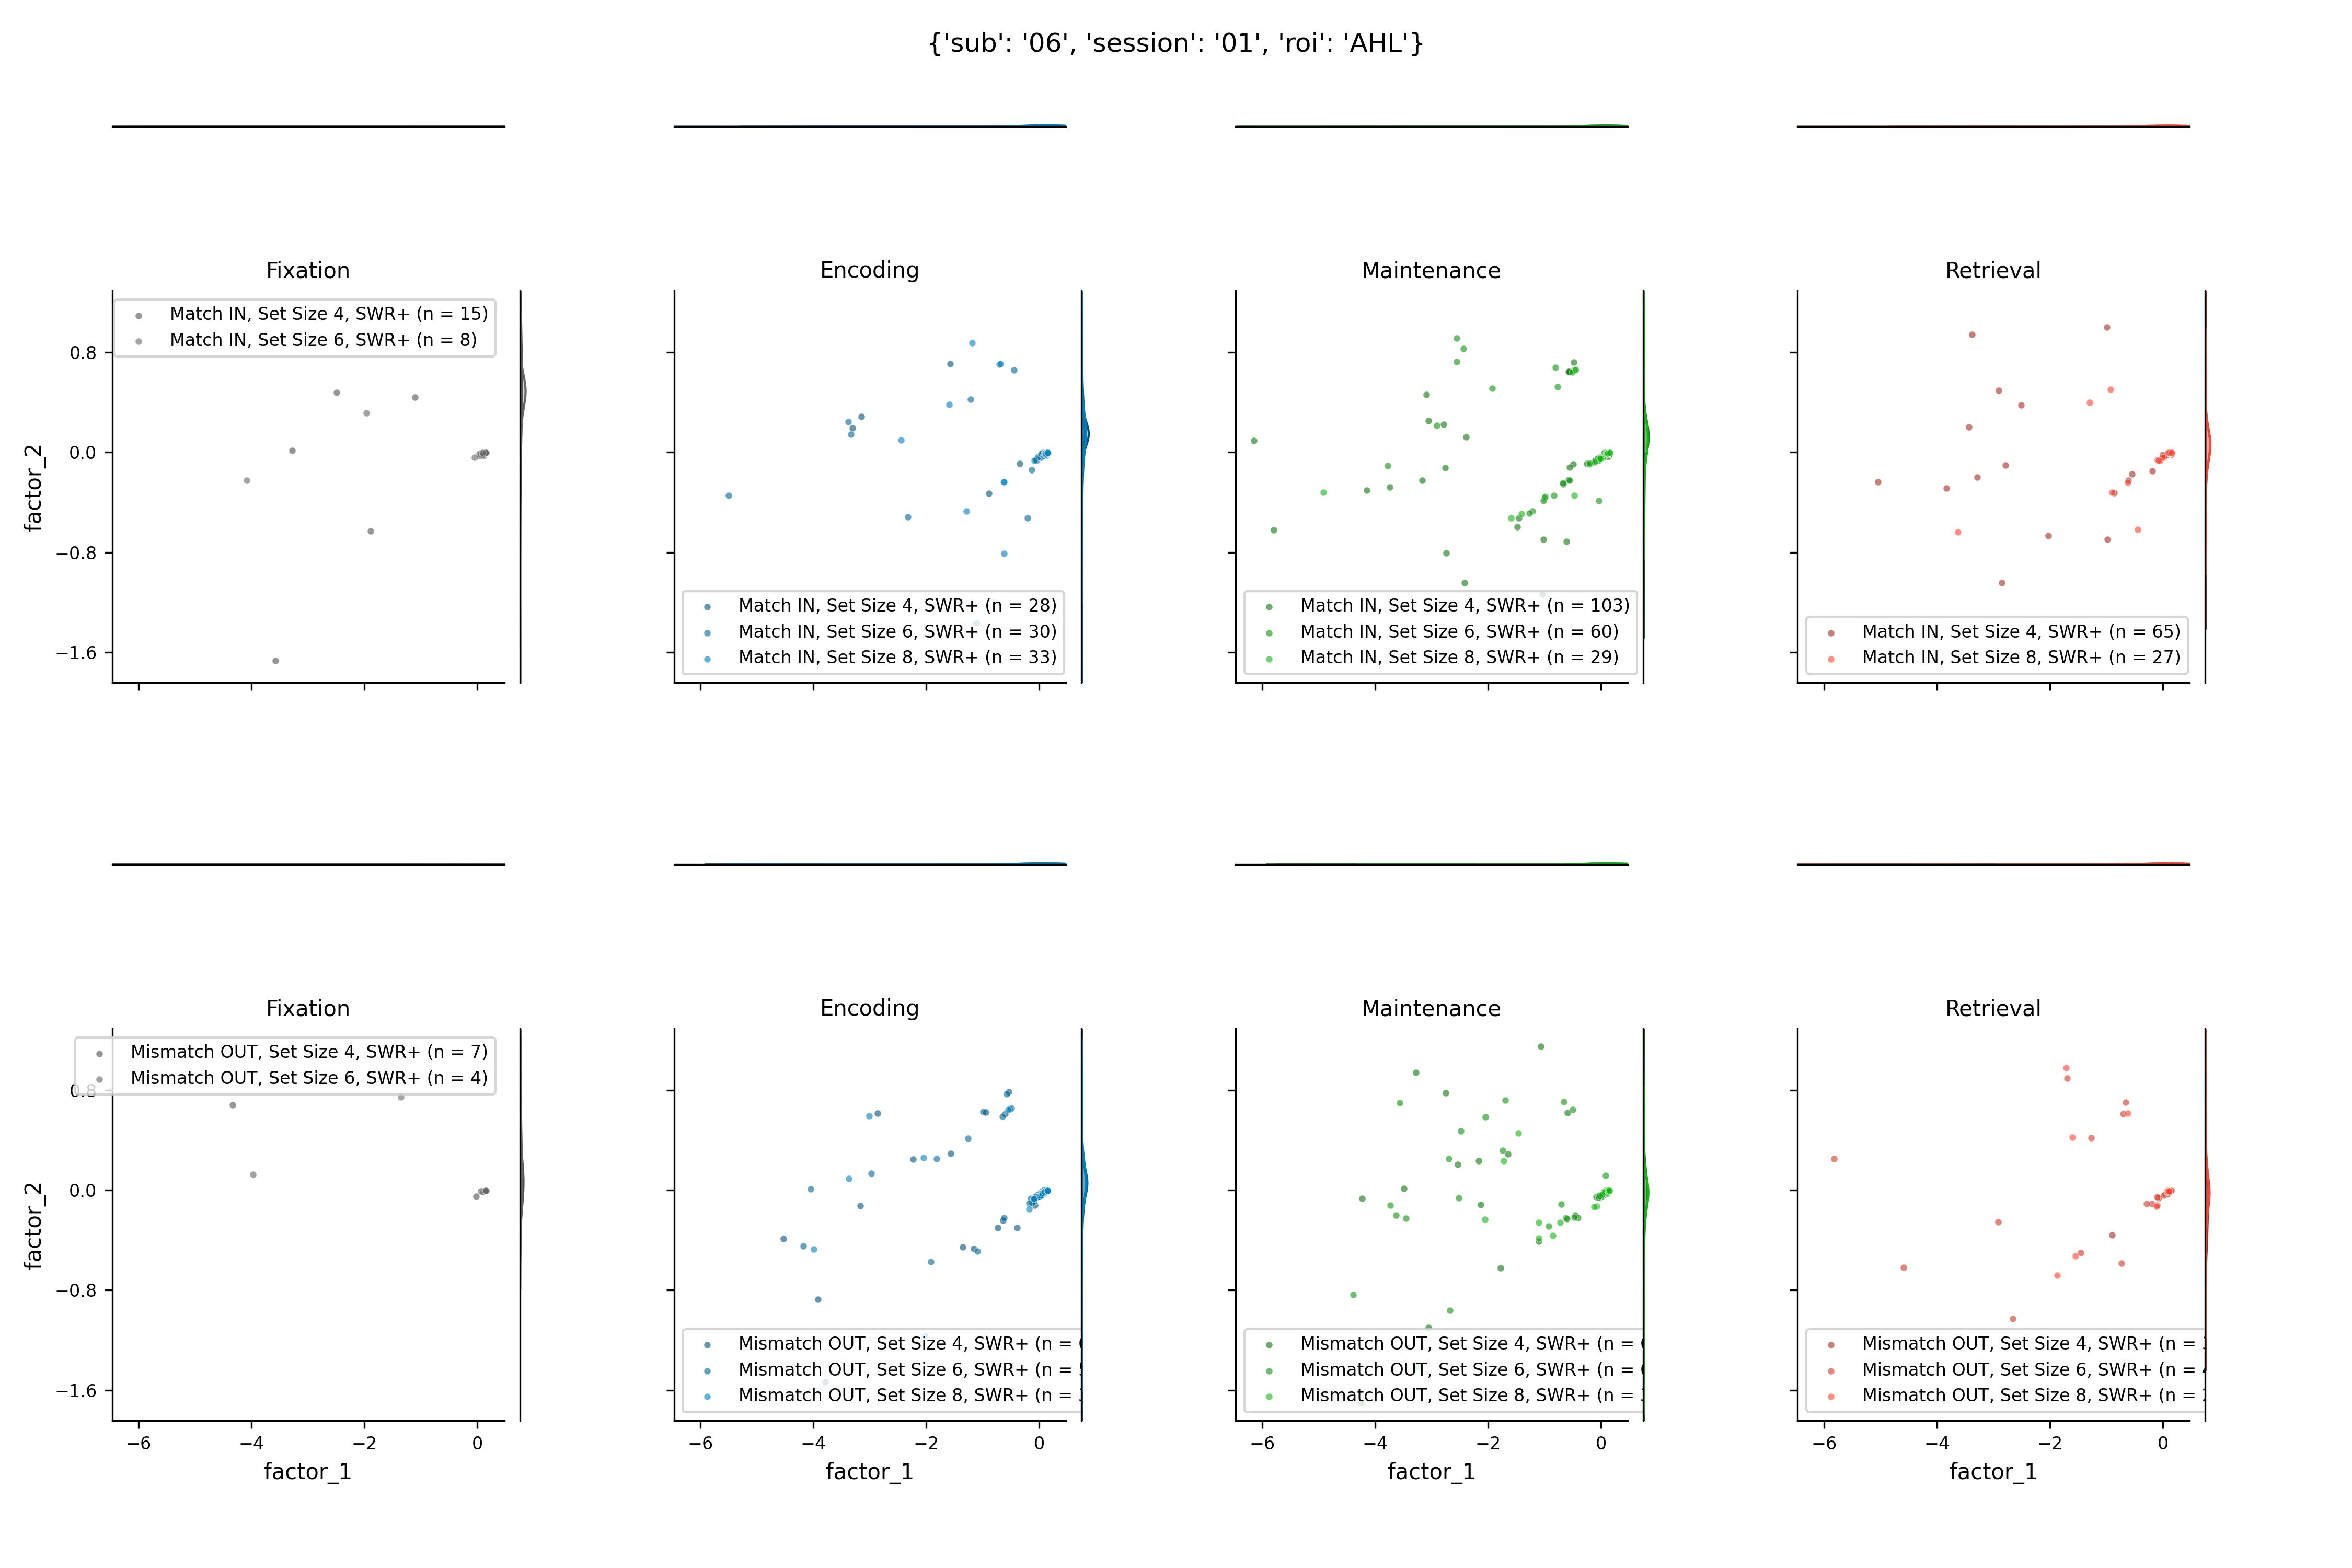 {'sub': '06', 'session': '01', 'roi': 'AHL'}
Fixation
Encoding
Maintenance
Retrieval
Match IN, Set Size 4, SWR+ (n = 15)
Match IN, Set Size 6, SWR+ (n = 8)
0.8
0.0
−0.8
−1.6
factor_2
Match IN, Set Size 4, SWR+ (n = 28)
Match IN, Set Size 6, SWR+ (n = 30)
Match IN, Set Size 8, SWR+ (n = 33)
Match IN, Set Size 4, SWR+ (n = 103)
Match IN, Set Size 6, SWR+ (n = 60)
Match IN, Set Size 8, SWR+ (n = 29)
Match IN, Set Size 4, SWR+ (n = 65)
Match IN, Set Size 8, SWR+ (n = 27)
Fixation
Encoding
Maintenance
Retrieval
Mismatch OUT, Set Size 4, SWR+ (n = 7)
Mismatch OUT, Set Size 6, SWR+ (n = 4)
0.8
0.0
−0.8
−1.6
factor_2
Mismatch OUT, Set Size 4, SWR+ (n =
Mismatch OUT, Set Size 6, SWR+ (n =
Mismatch OUT, Set Size 8, SWR+ (n =
Mismatch OUT, Set Size 4, SWR+ (n =
Mismatch OUT, Set Size 6, SWR+ (n =
Mismatch OUT, Set Size 8, SWR+ (n =
Mismatch OUT, Set Size 4, SWR+ (n =
Mismatch OUT, Set Size 6, SWR+ (n =
Mismatch OUT, Set Size 8, SWR+ (n =
−6 −4 −2 0
−6 −4 −2 0
−6 −4 −2 0
−6 −4 −2 0
factor_1
factor_1
factor_1
factor_1